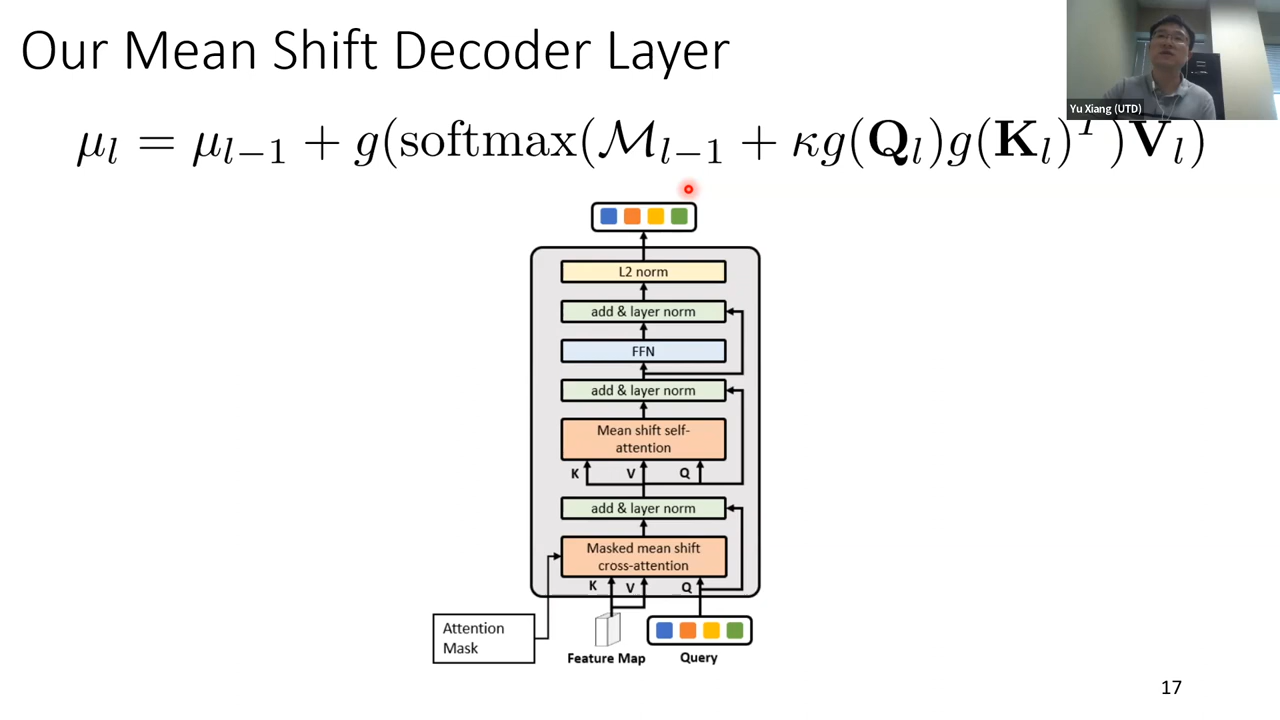 Our Mean Shift Decoder Layer
Yu Xiang (UTD)
μ_l = μ_{l−1} + g(softmax(ℳ_{l−1} + κg(𝐐_l)g(𝐊_l)^T)𝐕_l)
L2 norm
add & layer norm
FFN
add & layer norm
Mean shift self-
attention
K V Q
add & layer norm
Masked mean shift
cross-attention
K V Q
Attention
Mask
Feature Map
Query
17